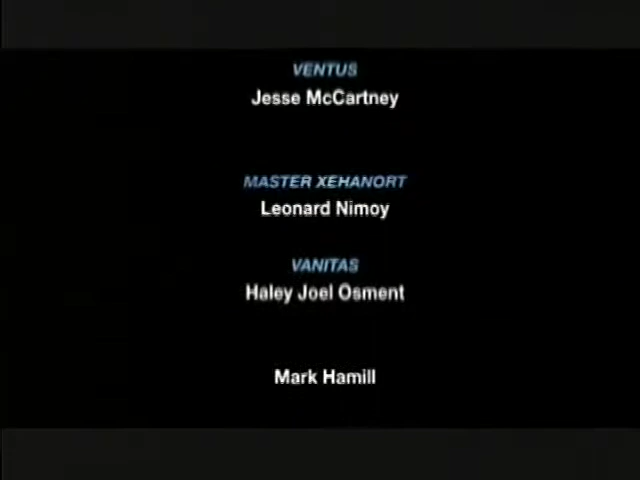 VENTUS
Jesse McCartney
MASTER XEHANORT
Leonard Nimoy
VANITAS
Haley Joel Osment
Mark Hamill